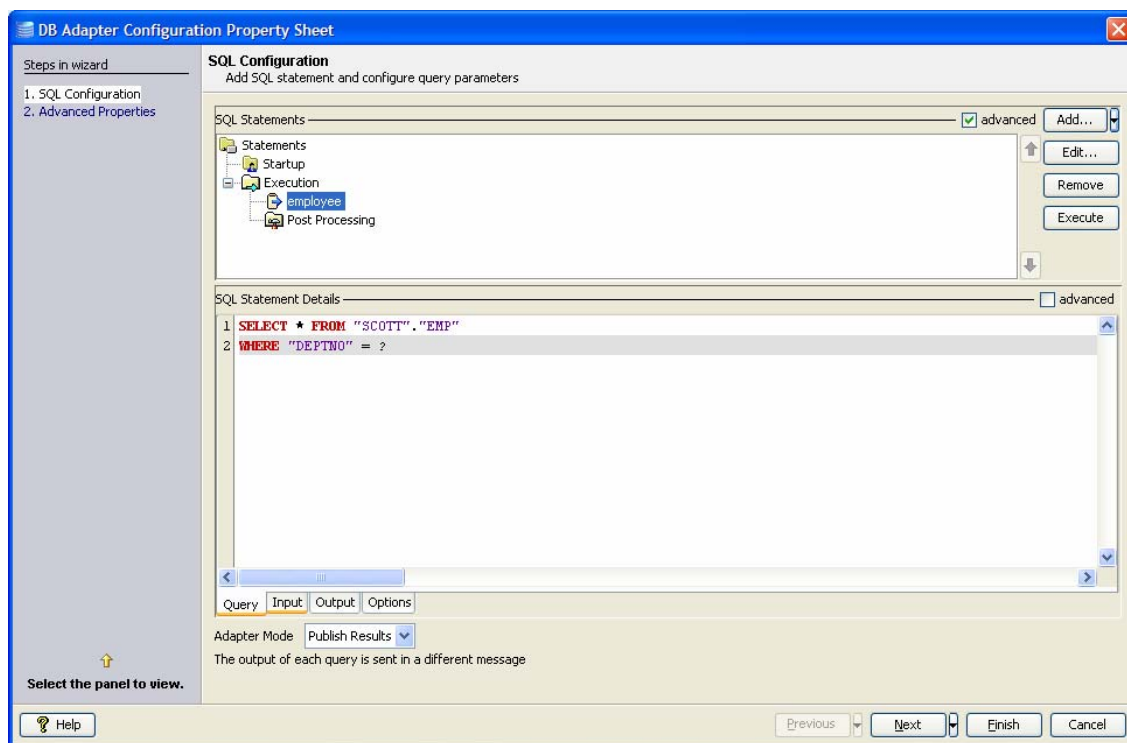 DB Adapter Configuration Property Sheet
Steps in wizard
1. SQL Configuration
2. Advanced Properties
SQL Configuration
Add SQL statement and configure query parameters
SQL Statements
advanced
Add...
Edit...
Remove
Execute
Statements
Startup
Execution
employee
Post Processing
SQL Statement Details
advanced
1 SELECT * FROM "SCOTT"."EMP"
2 WHERE "DEPTNO" = ?
Query Input Output Options
Adapter Mode Publish Results
The output of each query is sent in a different message
Select the panel to view.
Help
Previous Next Finish Cancel